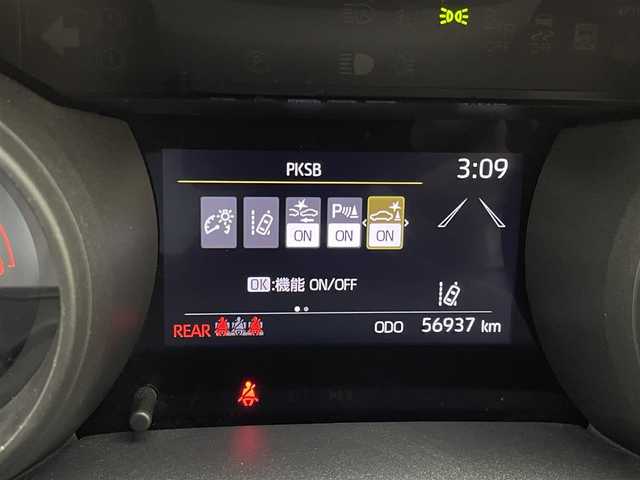 PKSB 3:09
P
ON ON ON
OK:機能 ON/OFF
REAR ODO 56937 km